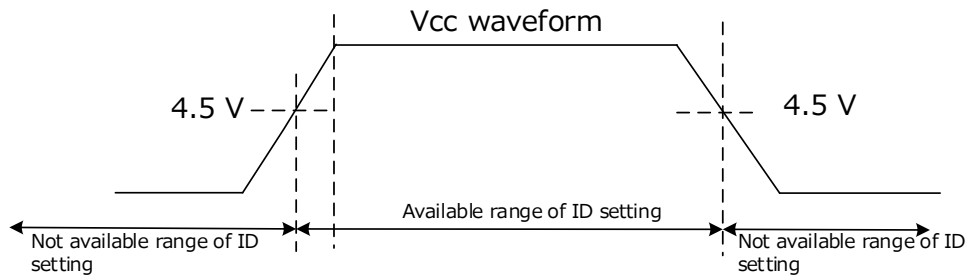 Vcc waveform
4.5 V
4.5 V
Available range of ID setting
Not available range of ID
setting
Not available range of ID
setting